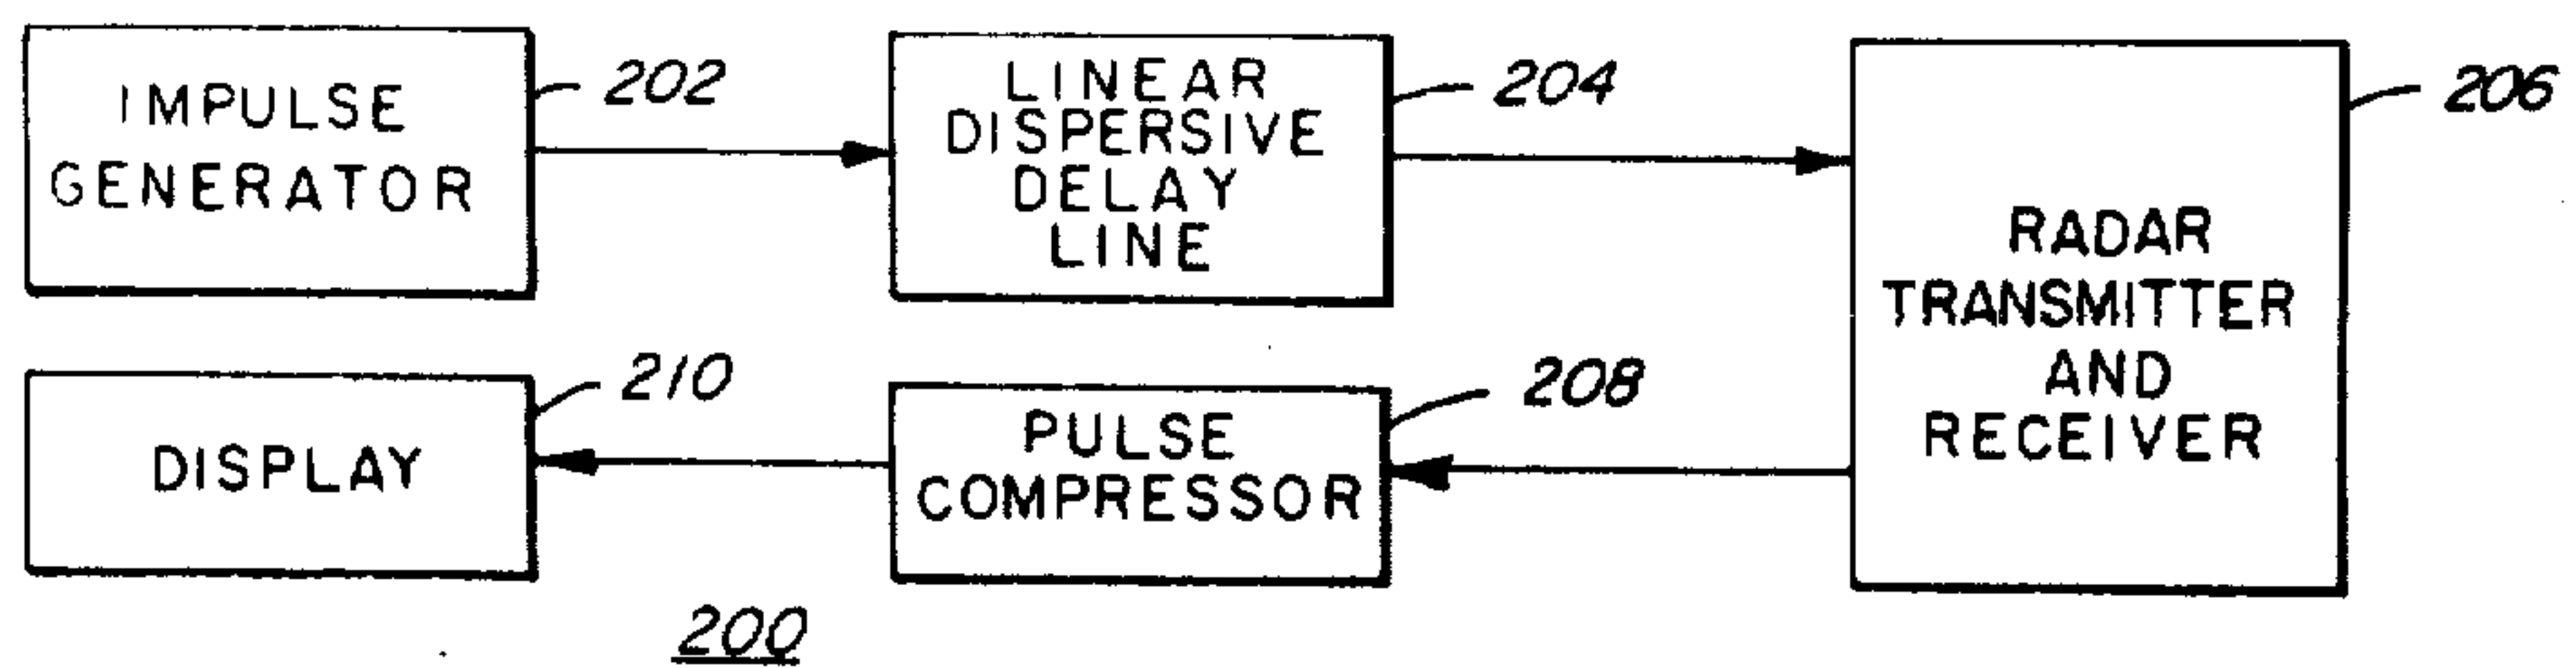 IMPULSE
GENERATOR
202
LINEAR
DISPERSIVE
DELAY
LINE
204
RADAR
TRANSMITTER
AND
RECEIVER
206
DISPLAY
210
PULSE
COMPRESSOR
208
200